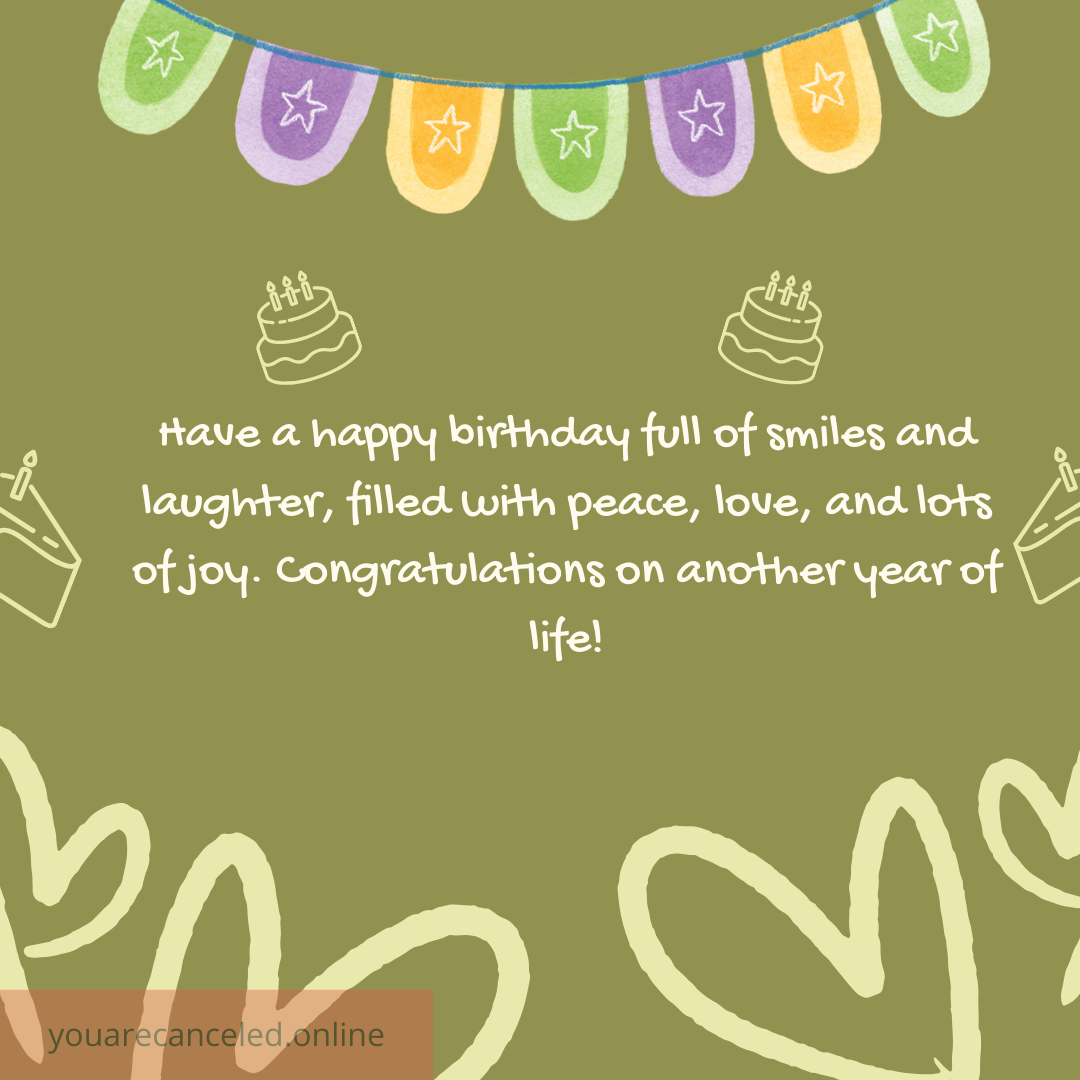 Have a happy birthday full of smiles and
laughter, filled with peace, love, and lots
of joy. Congratulations on another year of
life!
youarecanceled.online